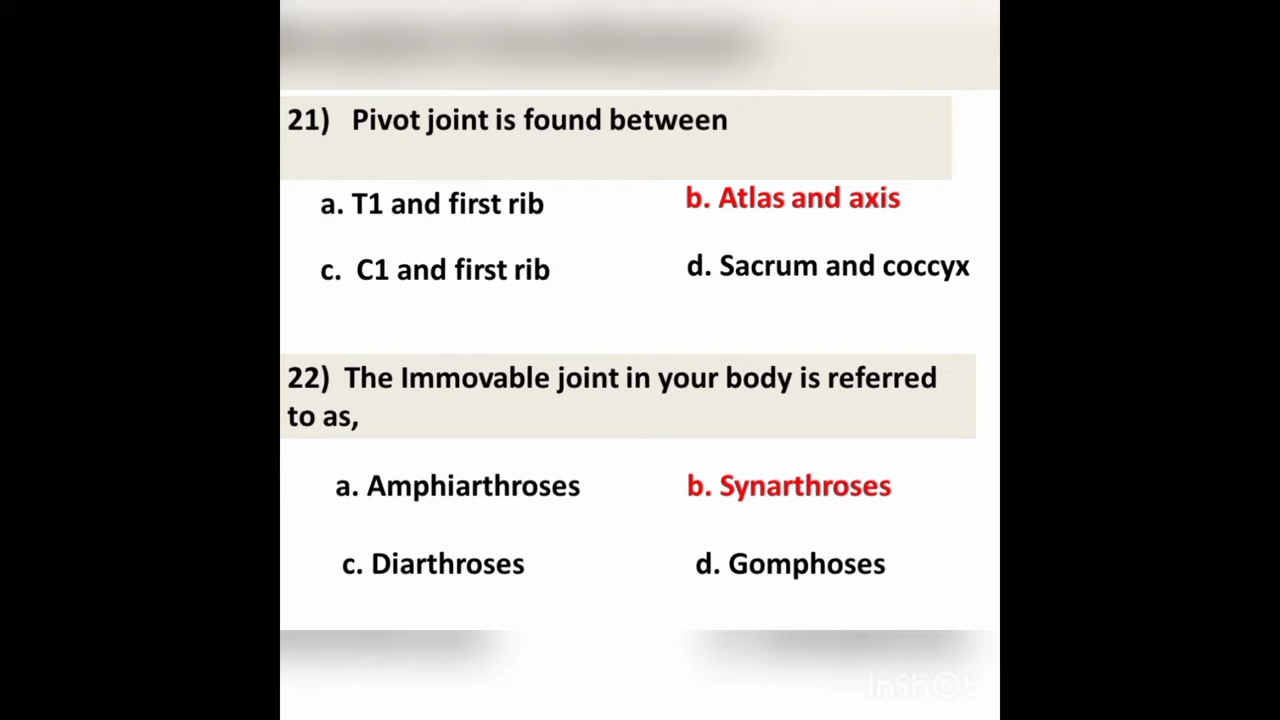 21) Pivot joint is found between
a. T1 and first rib
b. Atlas and axis
c. C1 and first rib
d. Sacrum and coccyx
22) The Immovable joint in your body is referred
to as,
a. Amphiarthroses
b. Synarthroses
c. Diarthroses
d. Gomphoses
InShOt